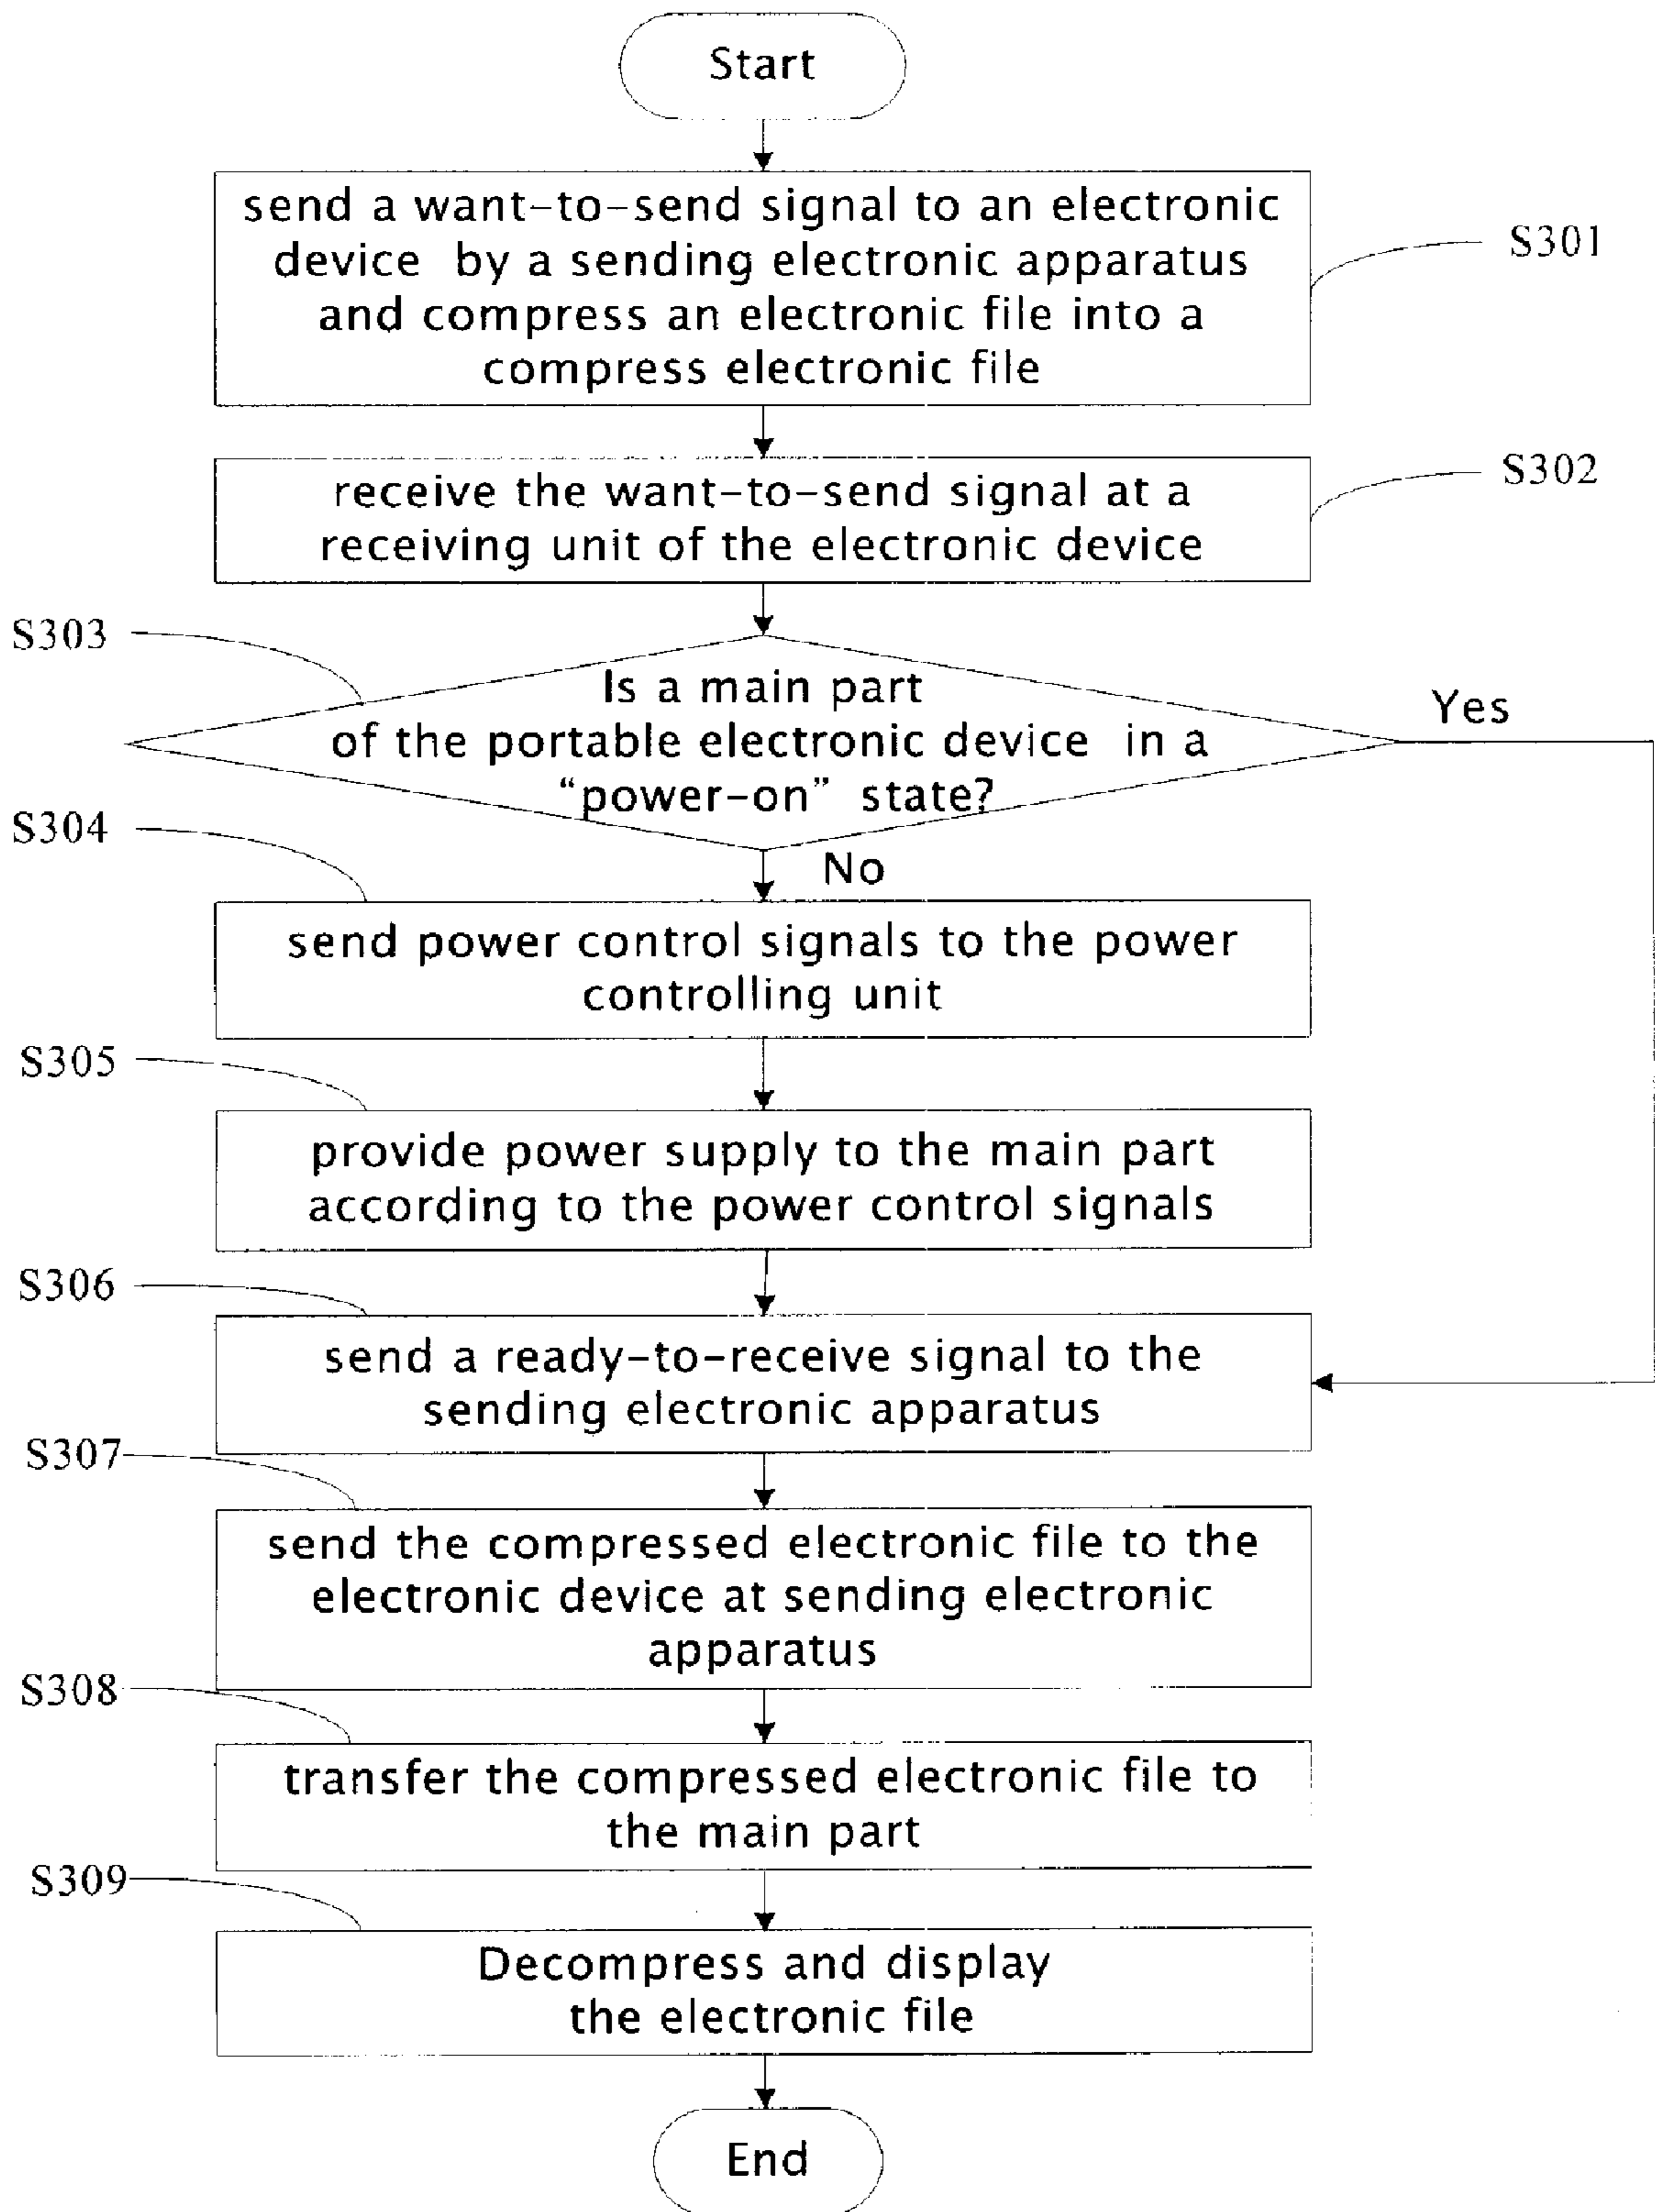 Start
send a want-to-send signal to an electronic
device by a sending electronic apparatus
and compress an electronic file into a
compress electronic file
S301
receive the want-to-send signal at a
receiving unit of the electronic device
S302
S303
Is a main part
of the portable electronic device in a
“power-on” state?
Yes
No
S304
send power control signals to the power
controlling unit
S305
provide power supply to the main part
according to the power control signals
S306
send a ready-to-receive signal to the
sending electronic apparatus
S307
send the compressed electronic file to the
electronic device at sending electronic
apparatus
S308
transfer the compressed electronic file to
the main part
S309
Decompress and display
the electronic file
End